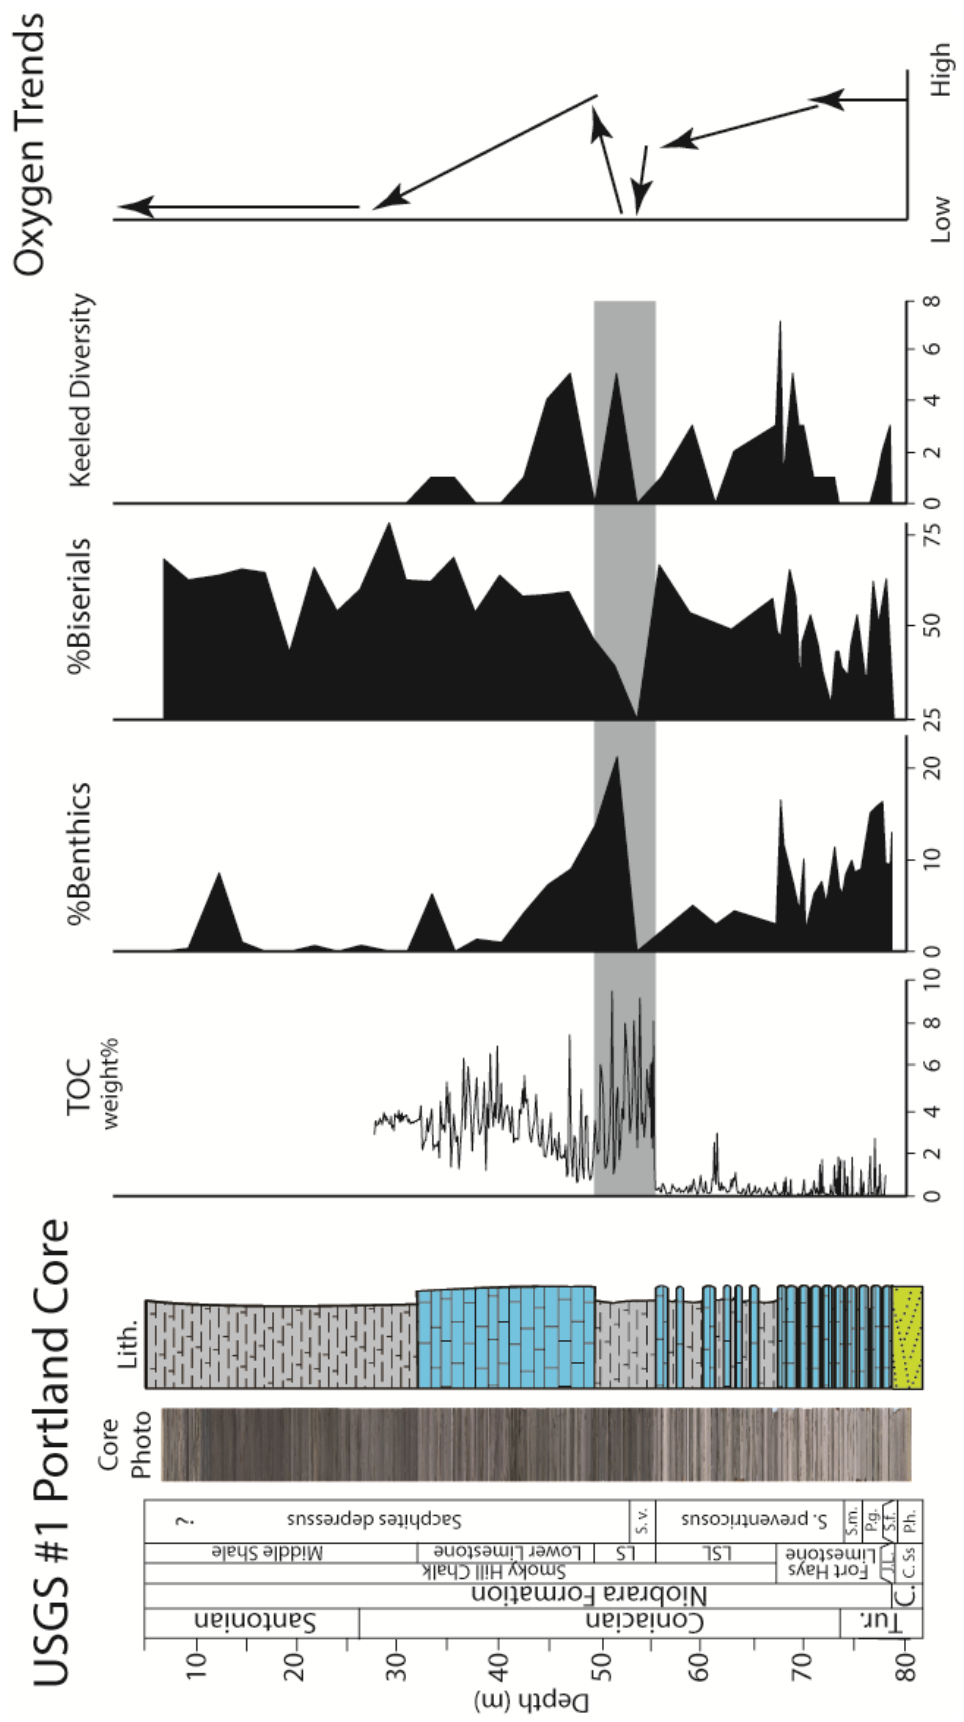 USGS #1 Portland Core
Oxygen Trends
Depth (m)
10
20
30
40
50
60
70
80
Santonian
Coniacian
Tur.
Niobrara Formation
C.
Smoky Hill Chalk
Fort Hays
Limestone
Middle Shale
Lower Limestone
LS
LSL
J.L.
C. Ss
?
Sacphites depressus
S. v.
S. preventricosus
S.m.
P.g.
S.f.
P.h.
Core
Photo
Lith.
TOC
weight%
0
2
4
6
8
10
%Benthics
0
10
20
%Biserials
25
50
75
Keeled Diversity
0
2
4
6
8
Low
High